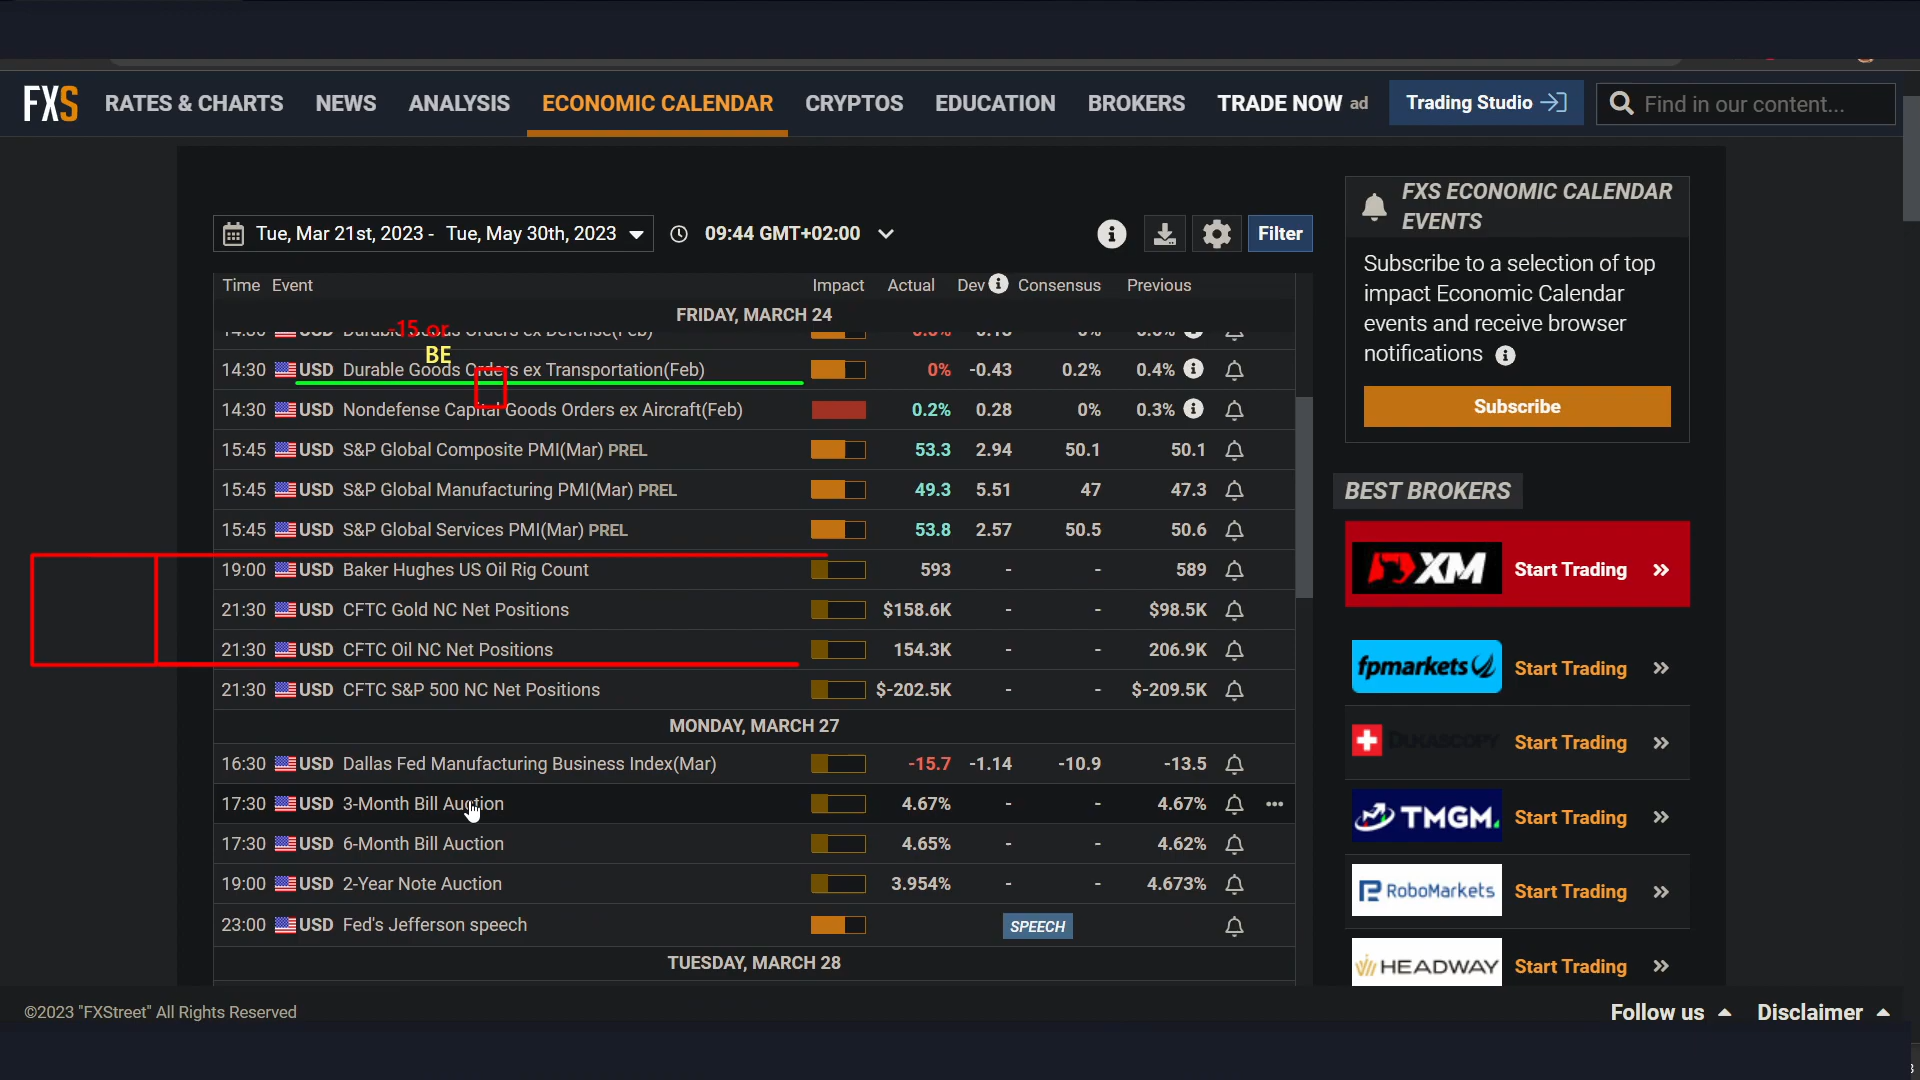 FXS RATES & CHARTS NEWS ANALYSIS ECONOMIC CALENDAR CRYPTOS EDUCATION BROKERS TRADE NOW ad Trading Studio Find in our content...
Tue, Mar 21st, 2023 - Tue, May 30th, 2023 09:44 GMT+02:00 Filter
Time Event Impact Actual Dev Consensus Previous
FRIDAY, MARCH 24
-15 or
BE
14:30 USD Durable Goods Orders ex Transportation(Feb) 0% -0.43 0.2% 0.4%
14:30 USD Nondefense Capital Goods Orders ex Aircraft(Feb) 0.2% 0.28 0% 0.3%
15:45 USD S&P Global Composite PMI(Mar) PREL 53.3 2.94 50.1 50.1
15:45 USD S&P Global Manufacturing PMI(Mar) PREL 49.3 5.51 47 47.3
15:45 USD S&P Global Services PMI(Mar) PREL 53.8 2.57 50.5 50.6
19:00 USD Baker Hughes US Oil Rig Count 593 - - 589
21:30 USD CFTC Gold NC Net Positions $158.6K - - $98.5K
21:30 USD CFTC Oil NC Net Positions 154.3K - - 206.9K
21:30 USD CFTC S&P 500 NC Net Positions $-202.5K - - $-209.5K
MONDAY, MARCH 27
16:30 USD Dallas Fed Manufacturing Business Index(Mar) -15.7 -1.14 -10.9 -13.5
17:30 USD 3-Month Bill Auction 4.67% - - 4.67%
17:30 USD 6-Month Bill Auction 4.65% - - 4.62%
19:00 USD 2-Year Note Auction 3.954% - - 4.673%
23:00 USD Fed's Jefferson speech SPEECH
TUESDAY, MARCH 28
FXS ECONOMIC CALENDAR
EVENTS
Subscribe to a selection of top
impact Economic Calendar
events and receive browser
notifications
Subscribe
BEST BROKERS
XM Start Trading
fpmarkets Start Trading
DUKASCOPY Start Trading
TMGM. Start Trading
RoboMarkets Start Trading
HEADWAY Start Trading
©2023 "FXStreet" All Rights Reserved
Follow us Disclaimer